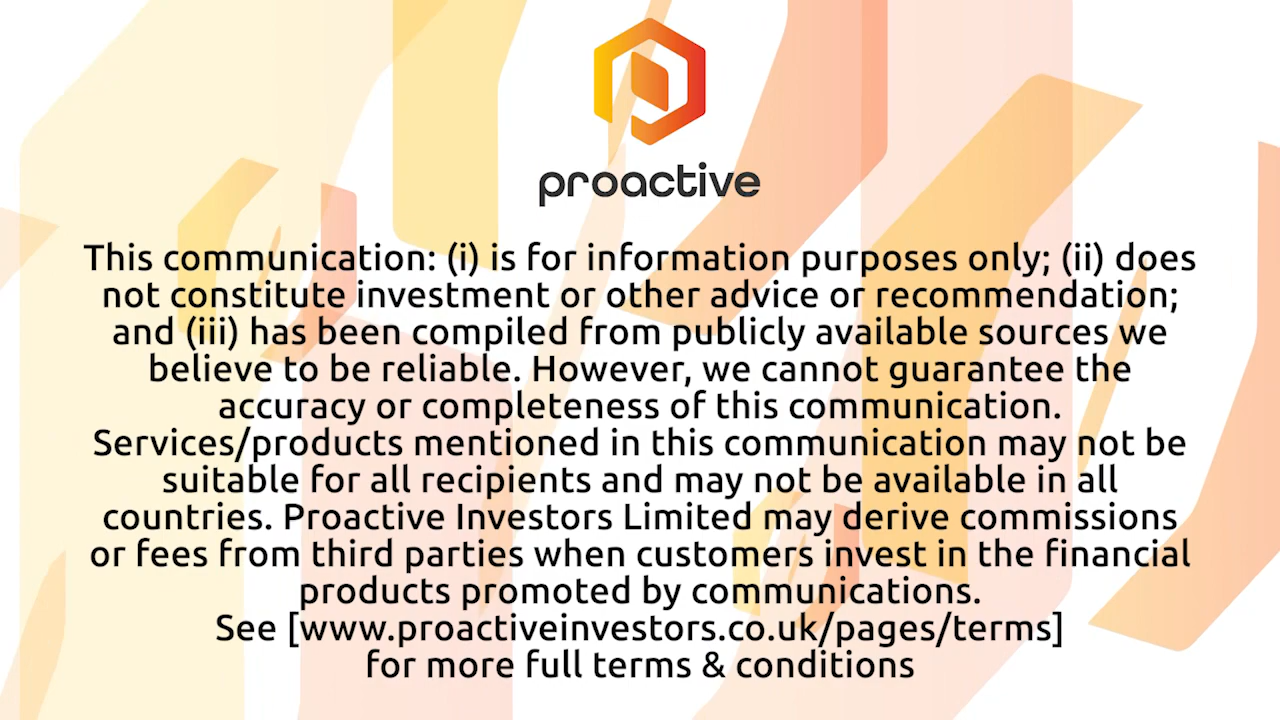 proactive
This communication: (i) is for information purposes only; (ii) does
not constitute investment or other advice or recommendation;
and (iii) has been compiled from publicly available sources we
believe to be reliable. However, we cannot guarantee the
accuracy or completeness of this communication.
Services/products mentioned in this communication may not be
suitable for all recipients and may not be available in all
countries. Proactive Investors Limited may derive commissions
or fees from third parties when customers invest in the financial
products promoted by communications.
See [www.proactiveinvestors.co.uk/pages/terms]
for more full terms & conditions